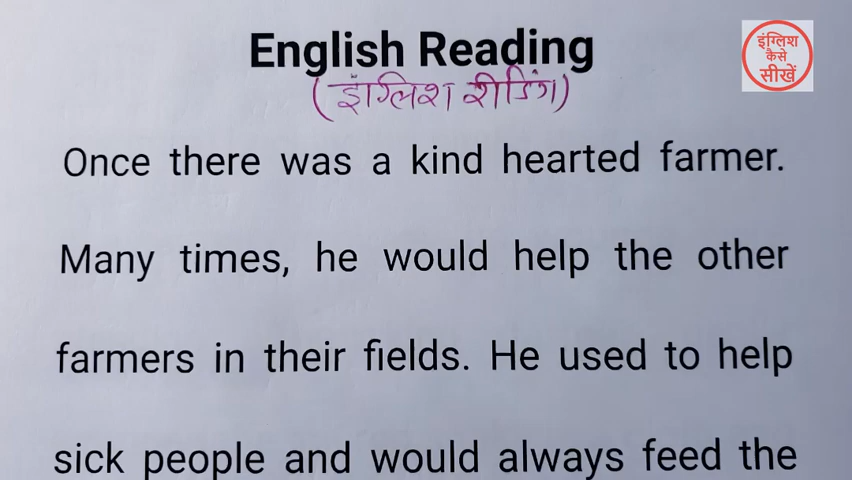 English Reading
(इंग्लिश रीडिंग)
इंग्लिश
कैसे
सीखें
Once there was a kind hearted farmer.
Many times, he would help the other
farmers in their fields. He used to help
sick people and would always feed the